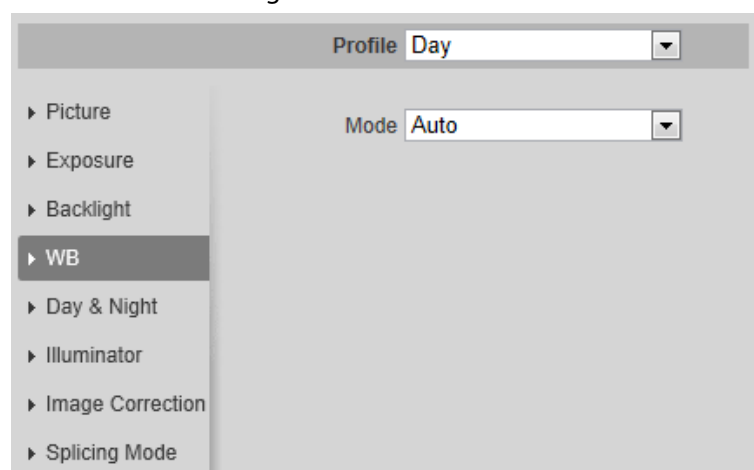 Profile Day
Mode Auto
Picture
Exposure
Backlight
WB
Day & Night
Illuminator
Image Correction
Splicing Mode